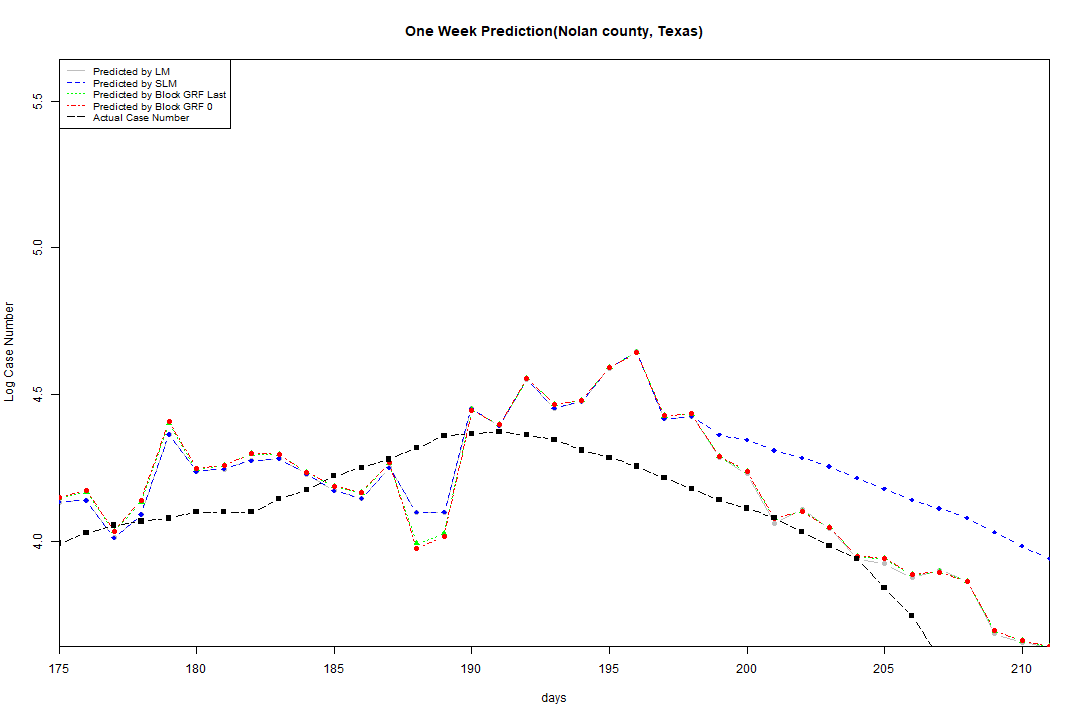 One Week Prediction(Nolan county, Texas)
Predicted by LM
Predicted by SLM
Predicted by Block GRF Last
Predicted by Block GRF 0
Actual Case Number
5.5
5.0
4.5
4.0
Log Case Number
175 180 185 190 195 200 205 210
days